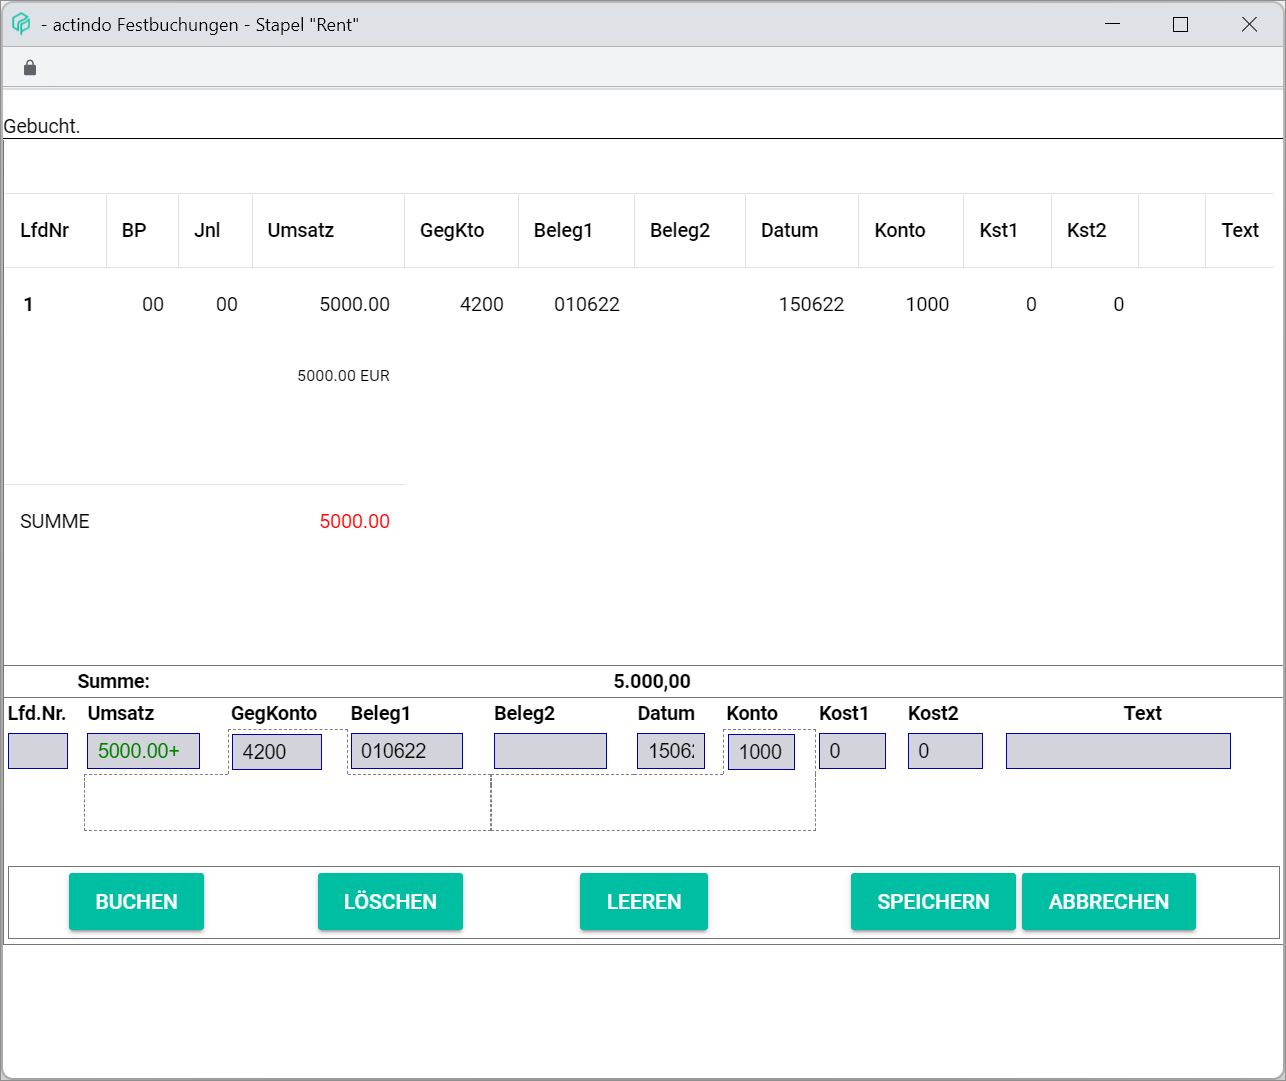 - actindo Festbuchungen - Stapel "Rent"
Gebucht.
LfdNr BP Jnl Umsatz GegKto Beleg1 Beleg2 Datum Konto Kst1 Kst2 Text
1 00 00 5000.00 4200 010622 150622 1000 0 0
5000.00 EUR
SUMME 5000.00
Summe: 5.000,00
Lfd.Nr. Umsatz GegKonto Beleg1 Beleg2 Datum Konto Kost1 Kost2 Text
5000.00+ 4200 010622 1506 1000 0 0
BUCHEN LÖSCHEN LEEREN SPEICHERN ABBRECHEN